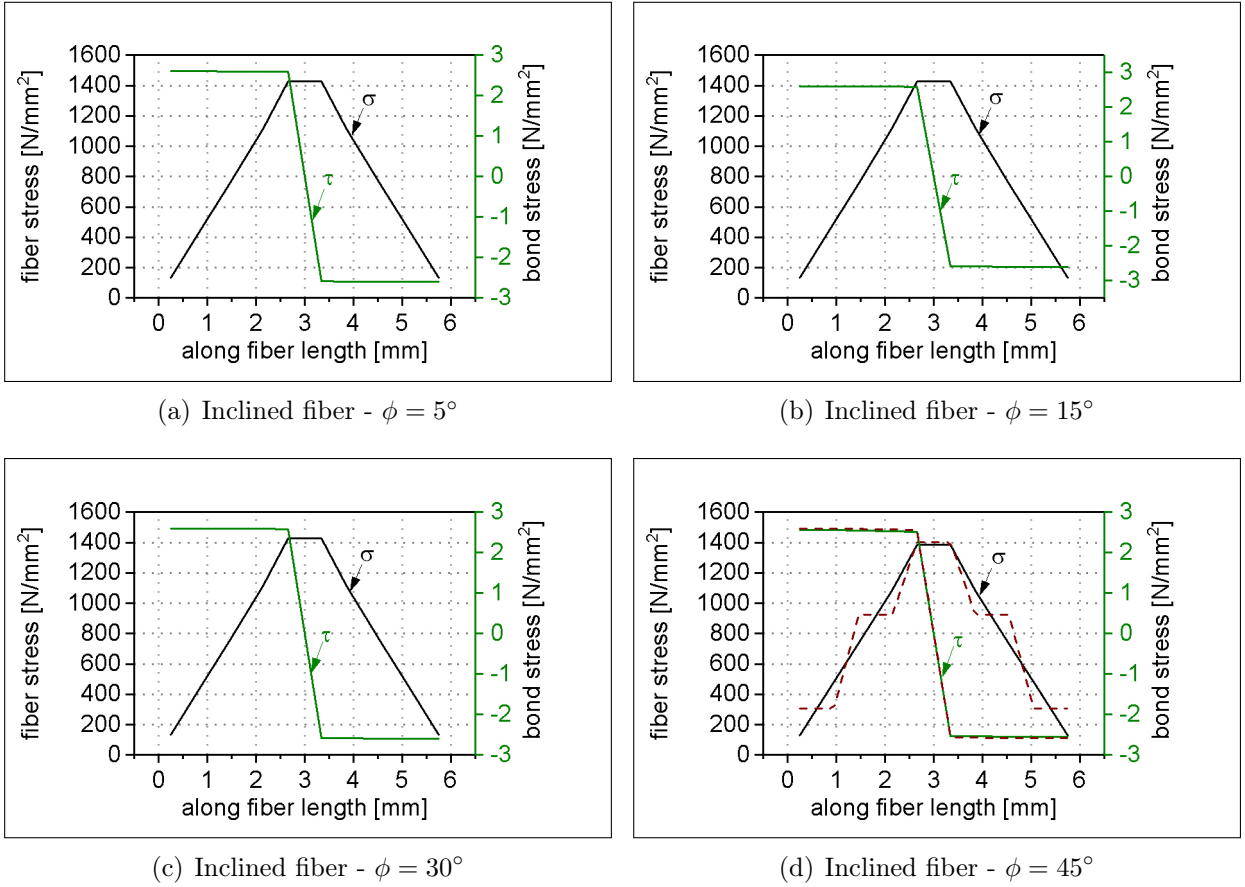 1600
1400
1200
1000
800
600
400
200
0
fiber stress [N/mm²]
3
2
1
0
-1
-2
-3
bond stress [N/mm²]
σ
τ
0 1 2 3 4 5 6
along fiber length [mm]
(a) Inclined fiber - ϕ = 5°
1600
1400
1200
1000
800
600
400
200
0
fiber stress [N/mm²]
3
2
1
0
-1
-2
-3
bond stress [N/mm²]
σ
τ
0 1 2 3 4 5 6
along fiber length [mm]
(b) Inclined fiber - ϕ = 15°
1600
1400
1200
1000
800
600
400
200
0
fiber stress [N/mm²]
3
2
1
0
-1
-2
-3
bond stress [N/mm²]
σ
τ
0 1 2 3 4 5 6
along fiber length [mm]
(c) Inclined fiber - ϕ = 30°
1600
1400
1200
1000
800
600
400
200
0
fiber stress [N/mm²]
3
2
1
0
-1
-2
-3
bond stress [N/mm²]
σ
τ
0 1 2 3 4 5 6
along fiber length [mm]
(d) Inclined fiber - ϕ = 45°